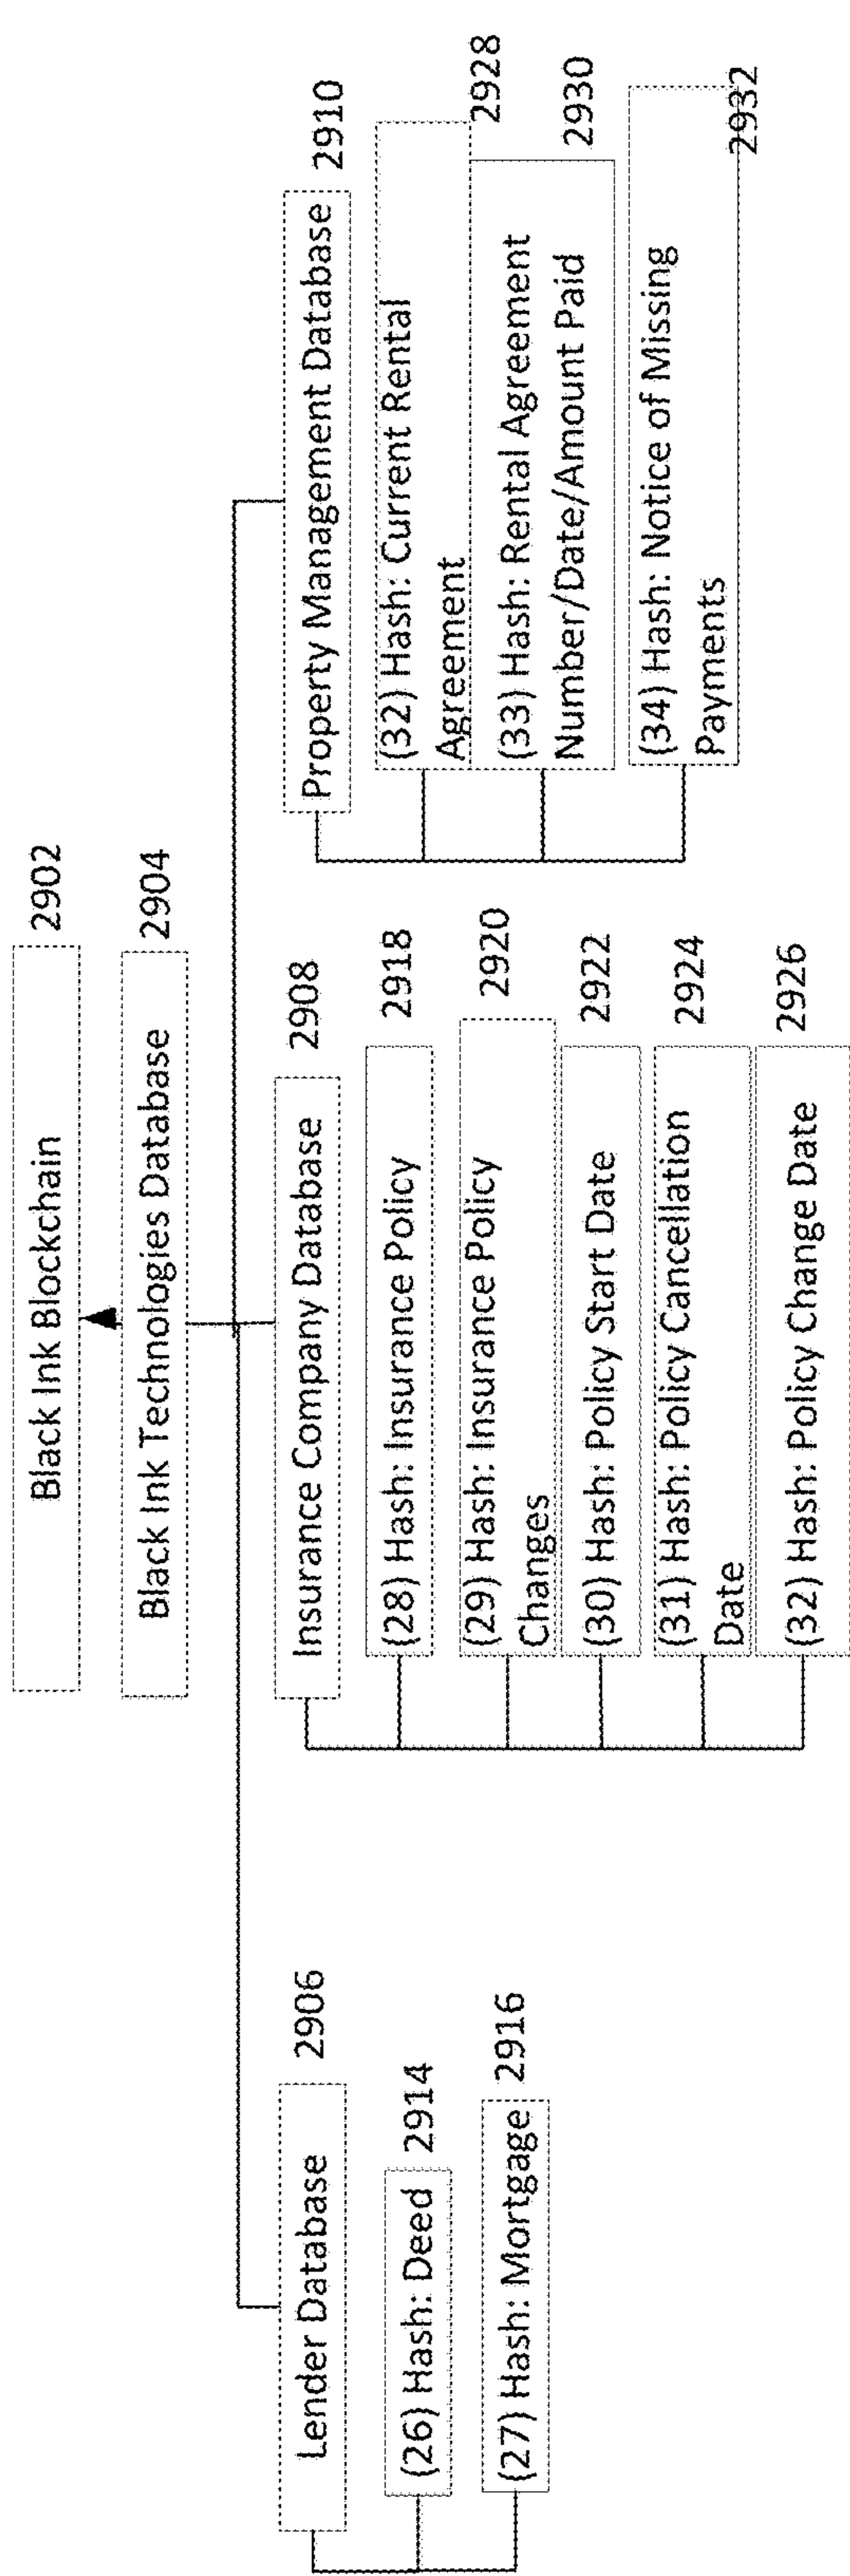 Black Ink Blockchain
2902
Black Ink Technologies Database
2904
Lender Database
2906
(26) Hash: Deed
2914
(27) Hash: Mortgage
2916
Insurance Company Database
2908
(28) Hash: Insurance Policy
2918
(29) Hash: Insurance Policy
Changes
2920
(30) Hash: Policy Start Date
2922
(31) Hash: Policy Cancellation
Date
2924
(32) Hash: Policy Change Date
2926
Property Management Database
2910
(32) Hash: Current Rental
Agreement
2928
(33) Hash: Rental Agreement
Number/Date/Amount Paid
2930
(34) Hash: Notice of Missing
Payments
2932